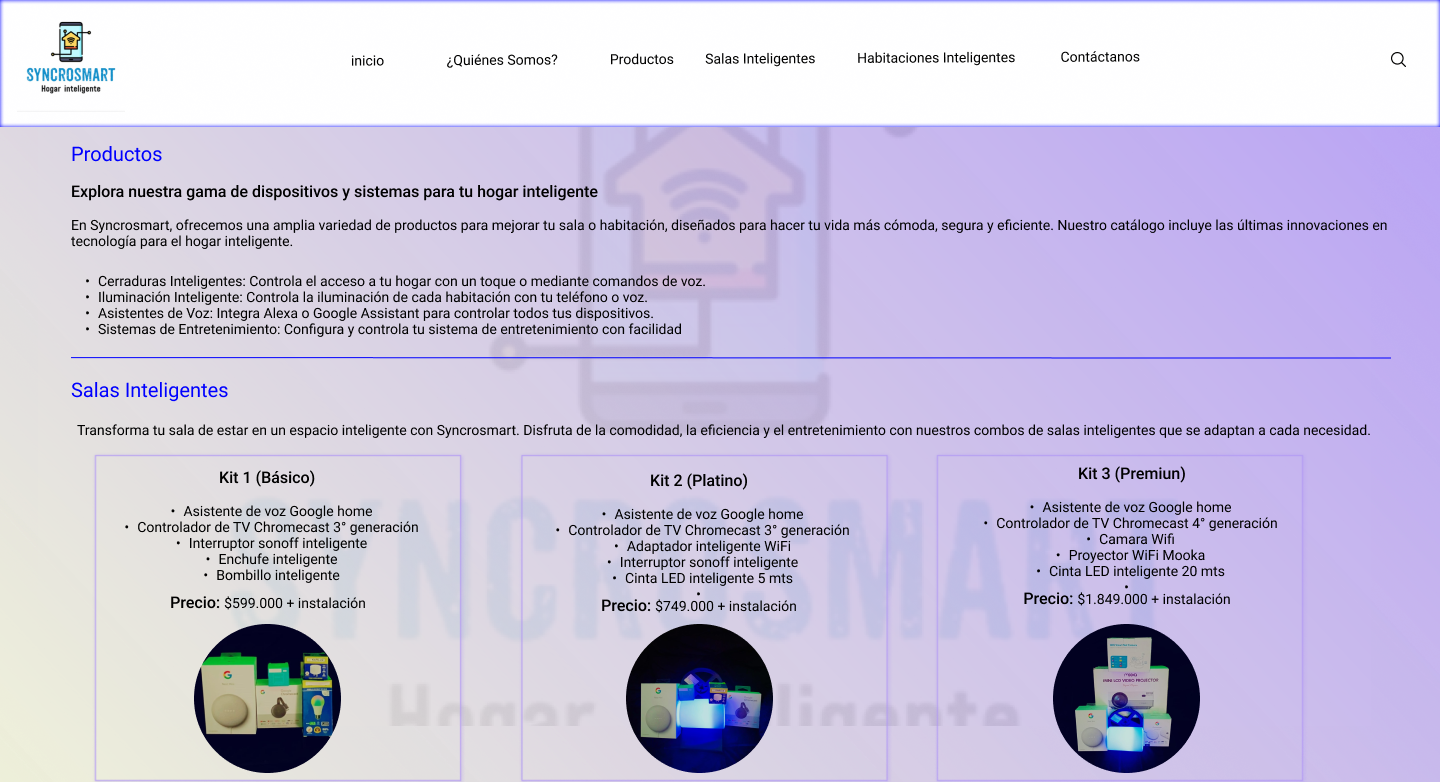 SYNCROSMART
Hogar inteligente
inicio
¿Quiénes Somos?
Productos
Salas Inteligentes
Habitaciones Inteligentes
Contáctanos
Productos
Explora nuestra gama de dispositivos y sistemas para tu hogar inteligente
En Syncrosmart, ofrecemos una amplia variedad de productos para mejorar tu sala o habitación, diseñados para hacer tu vida más cómoda, segura y eficiente. Nuestro catálogo incluye las últimas innovaciones en
tecnología para el hogar inteligente.
• Cerraduras Inteligentes: Controla el acceso a tu hogar con un toque o mediante comandos de voz.
• Iluminación Inteligente: Controla la iluminación de cada habitación con tu teléfono o voz.
• Asistentes de Voz: Integra Alexa o Google Assistant para controlar todos tus dispositivos.
• Sistemas de Entretenimiento: Configura y controla tu sistema de entretenimiento con facilidad
Salas Inteligentes
Transforma tu sala de estar en un espacio inteligente con Syncrosmart. Disfruta de la comodidad, la eficiencia y el entretenimiento con nuestros combos de salas inteligentes que se adaptan a cada necesidad.
Kit 1 (Básico)
• Asistente de voz Google home
• Controlador de TV Chromecast 3° generación
• Interruptor sonoff inteligente
• Enchufe inteligente
• Bombillo inteligente
Precio: $599.000 + instalación
Kit 2 (Platino)
• Asistente de voz Google home
• Controlador de TV Chromecast 3° generación
• Adaptador inteligente WiFi
• Interruptor sonoff inteligente
• Cinta LED inteligente 5 mts
•
Precio: $749.000 + instalación
Kit 3 (Premiun)
• Asistente de voz Google home
• Controlador de TV Chromecast 4° generación
• Camara Wifi
• Proyector WiFi Mooka
• Cinta LED inteligente 20 mts
•
Precio: $1.849.000 + instalación
SYNCROSMART
Hogar inteligente
MINI LCD VIDEO PROJECTOR